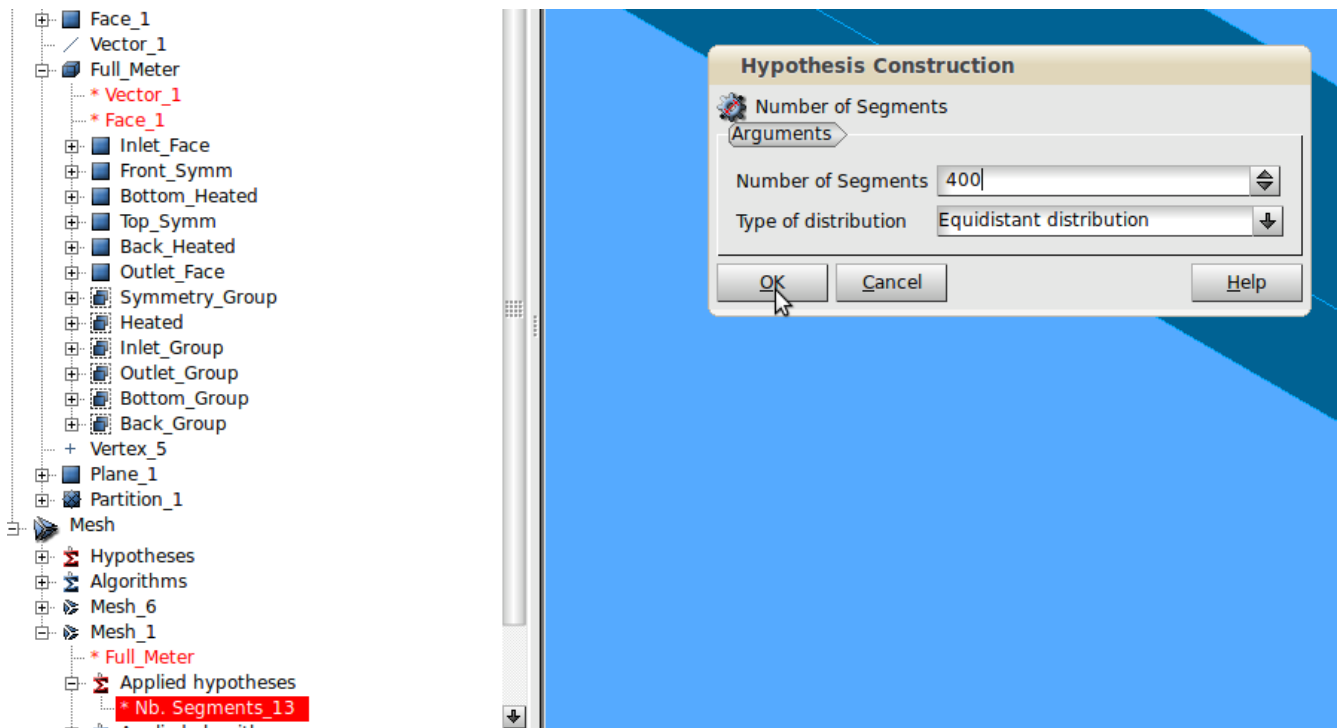 Face_1
Vector_1
Full_Meter
* Vector_1
* Face_1
Inlet_Face
Front_Symm
Bottom_Heated
Top_Symm
Back_Heated
Outlet_Face
Symmetry_Group
Heated
Inlet_Group
Outlet_Group
Bottom_Group
Back_Group
Vertex_5
Plane_1
Partition_1
Mesh
Hypotheses
Algorithms
Mesh_6
Mesh_1
* Full_Meter
Applied hypotheses
* Nb. Segments_13
Hypothesis Construction
Number of Segments
Arguments
Number of Segments 400
Type of distribution Equidistant distribution
OK Cancel Help